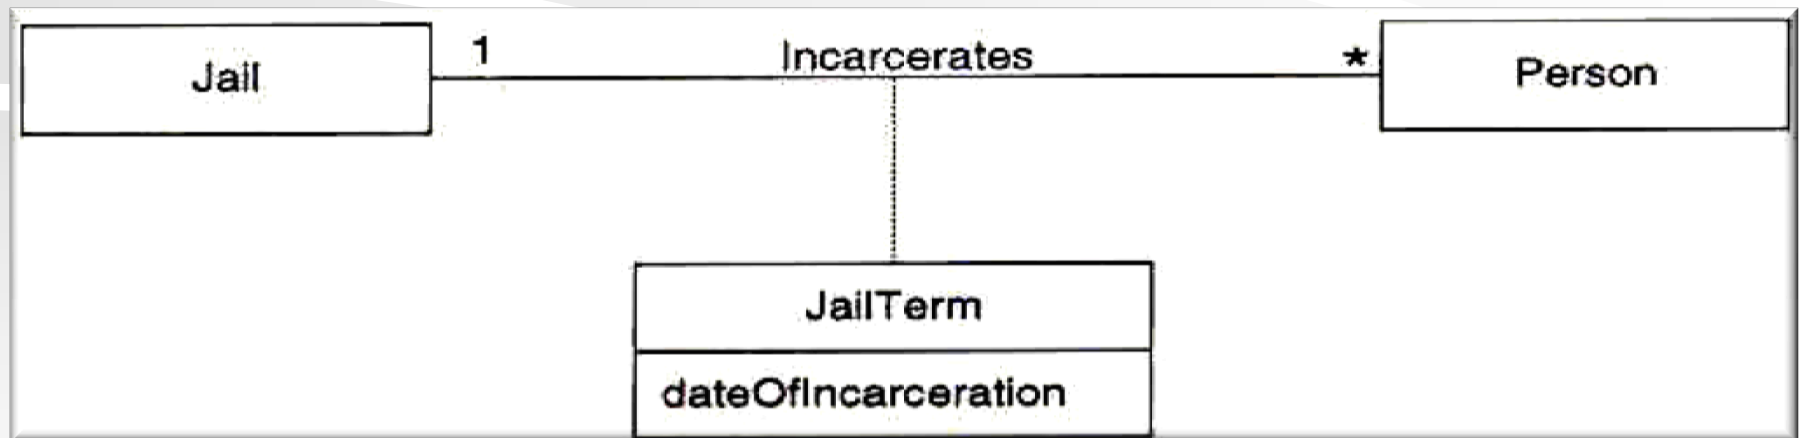 Jail
1
Incarcerates
*
Person
JailTerm
dateOfIncarceration